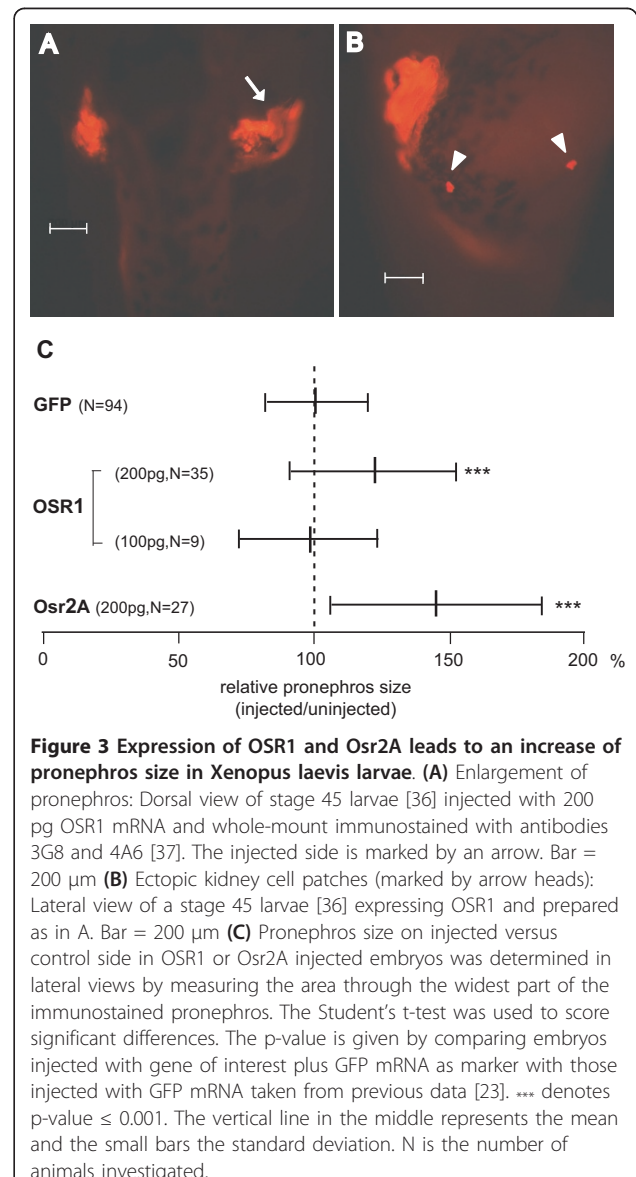 A
B
C
GFP (N=94)
(200pg,N=35) ***
OSR1
(100pg,N=9)
Osr2A (200pg,N=27) ***
0 50 100 150 200 %
relative pronephros size
(injected/uninjected)
Figure 3 Expression of OSR1 and Osr2A leads to an increase of
pronephros size in Xenopus laevis larvae. (A) Enlargement of
pronephros: Dorsal view of stage 45 larvae [36] injected with 200
pg OSR1 mRNA and whole-mount immunostained with antibodies
3G8 and 4A6 [37]. The injected side is marked by an arrow. Bar =
200 μm (B) Ectopic kidney cell patches (marked by arrow heads):
Lateral view of a stage 45 larvae [36] expressing OSR1 and prepared
as in A. Bar = 200 μm (C) Pronephros size on injected versus
control side in OSR1 or Osr2A injected embryos was determined in
lateral views by measuring the area through the widest part of the
immunostained pronephros. The Student's t-test was used to score
significant differences. The p-value is given by comparing embryos
injected with gene of interest plus GFP mRNA as marker with those
injected with GFP mRNA taken from previous data [23]. *** denotes
p-value ≤ 0.001. The vertical line in the middle represents the mean
and the small bars the standard deviation. N is the number of
animals investigated.